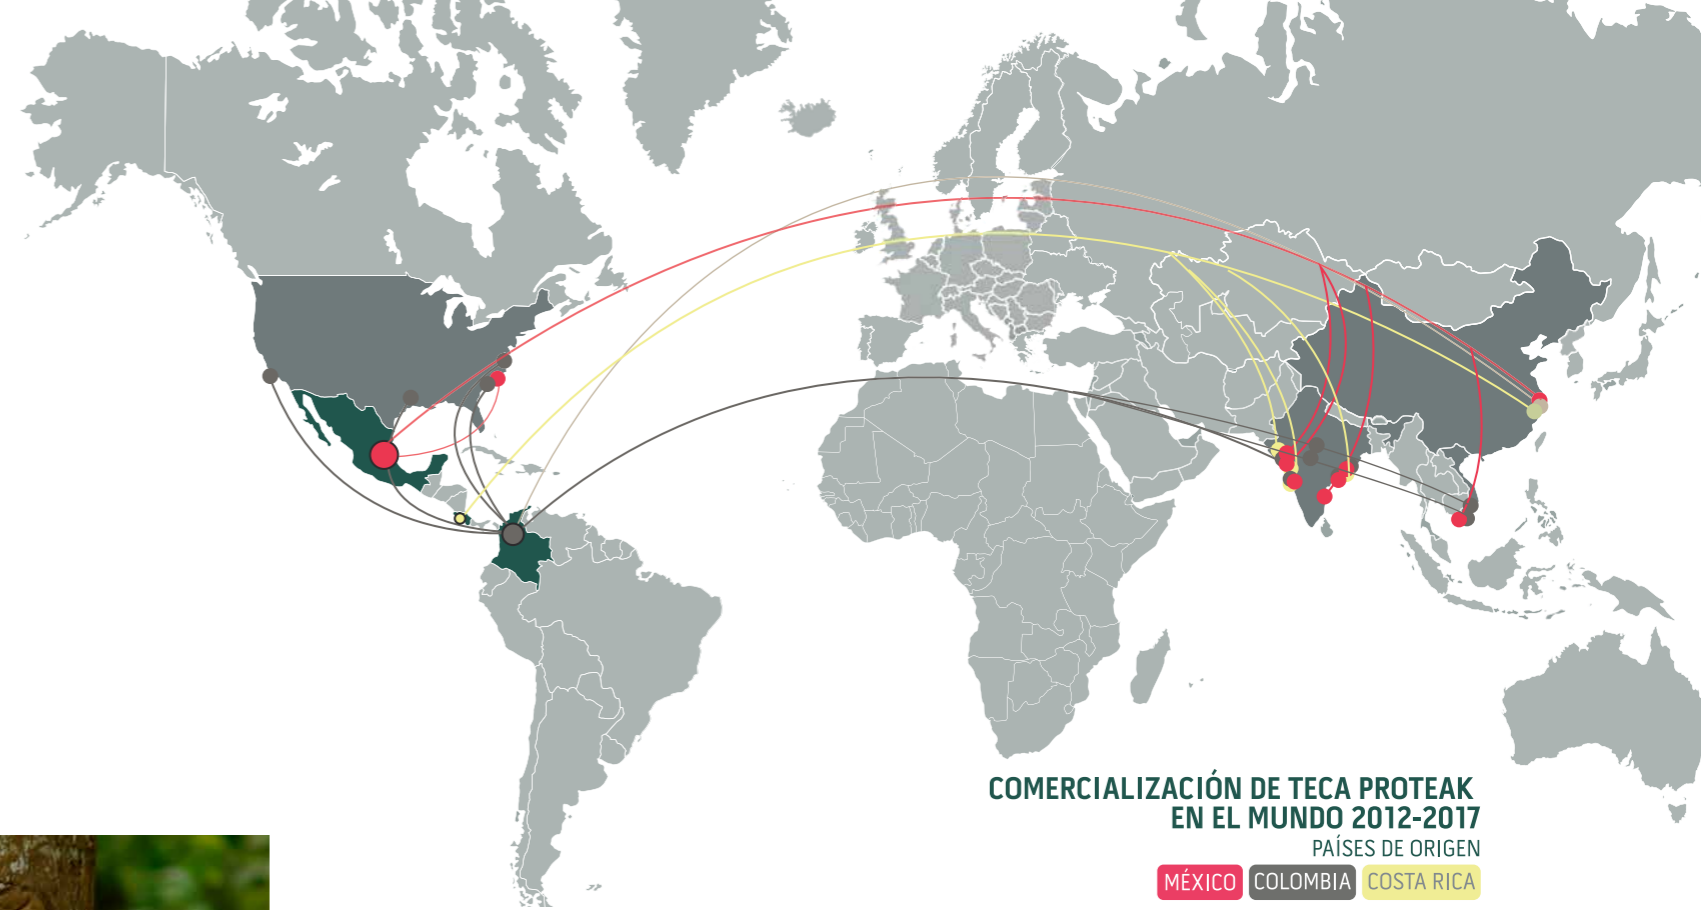 COMERCIALIZACIÓN DE TECA PROTEAK
EN EL MUNDO 2012-2017
PAÍSES DE ORIGEN
MÉXICO COLOMBIA COSTA RICA